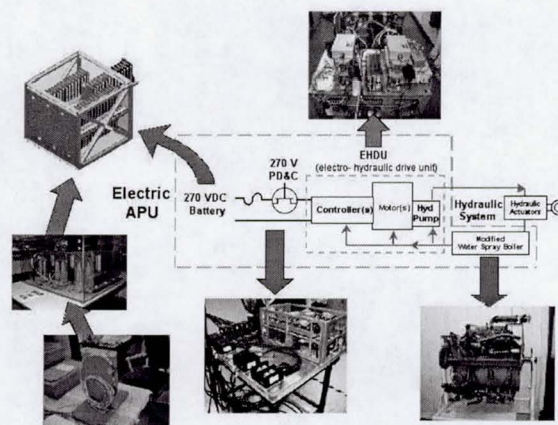 EHDU
(electro- hydraulic drive unit)
270 V
PD&C
Electric
APU
270 VDC
Battery
Controller(s)
Motor(s)
Hyd
Pump
Hydraulic
System
Hydraulic
Actuators
Modified
Water Spray Boiler